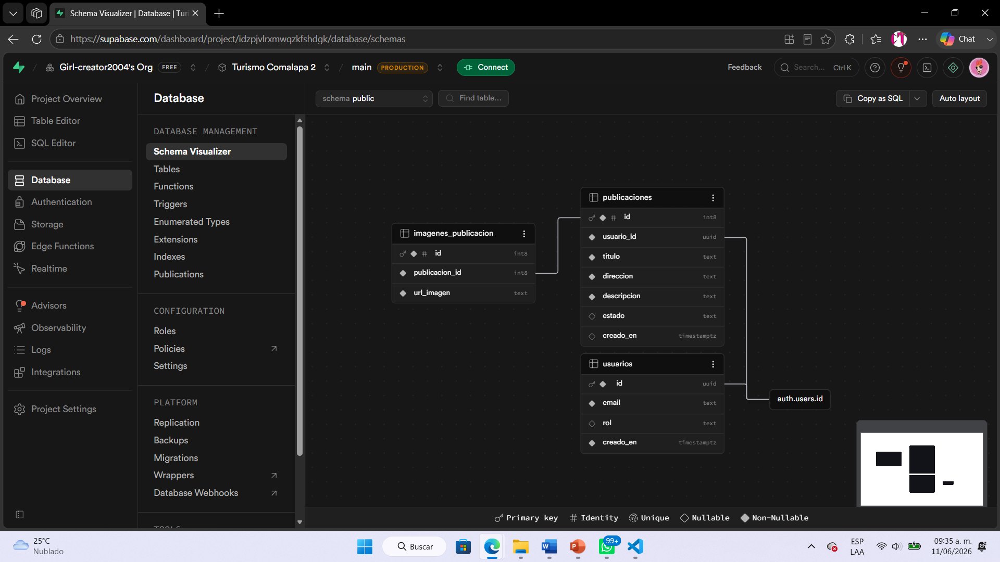 Schema Visualizer | Database | Turi
https://supabase.com/dashboard/project/idzpjvlrxmwqzkfshdgk/database/schemas
Chat
Girl-creator2004's Org
FREE
Turismo Comalapa 2
main
PRODUCTION
Connect
Feedback
Search...
Ctrl K
Project Overview
Table Editor
SQL Editor
Database
Authentication
Storage
Edge Functions
Realtime
Advisors
Observability
Logs
Integrations
Project Settings
Database
DATABASE MANAGEMENT
Schema Visualizer
Tables
Functions
Triggers
Enumerated Types
Extensions
Indexes
Publications
CONFIGURATION
Roles
Policies
Settings
PLATFORM
Replication
Backups
Migrations
Wrappers
Database Webhooks
TOOLS
schema public
Find table...
Copy as SQL
Auto layout
imagenes_publicacion
id int8
publicacion_id int8
url_imagen text
publicaciones
id int8
usuario_id uuid
titulo text
direccion text
descripcion text
estado text
creado_en timestamptz
usuarios
id uuid
email text
rol text
creado_en timestamptz
auth.users.id
Primary key
Identity
Unique
Nullable
Non-Nullable
25°C
Nublado
Buscar
99+
ESP
LAA
09:35 a. m.
11/06/2026